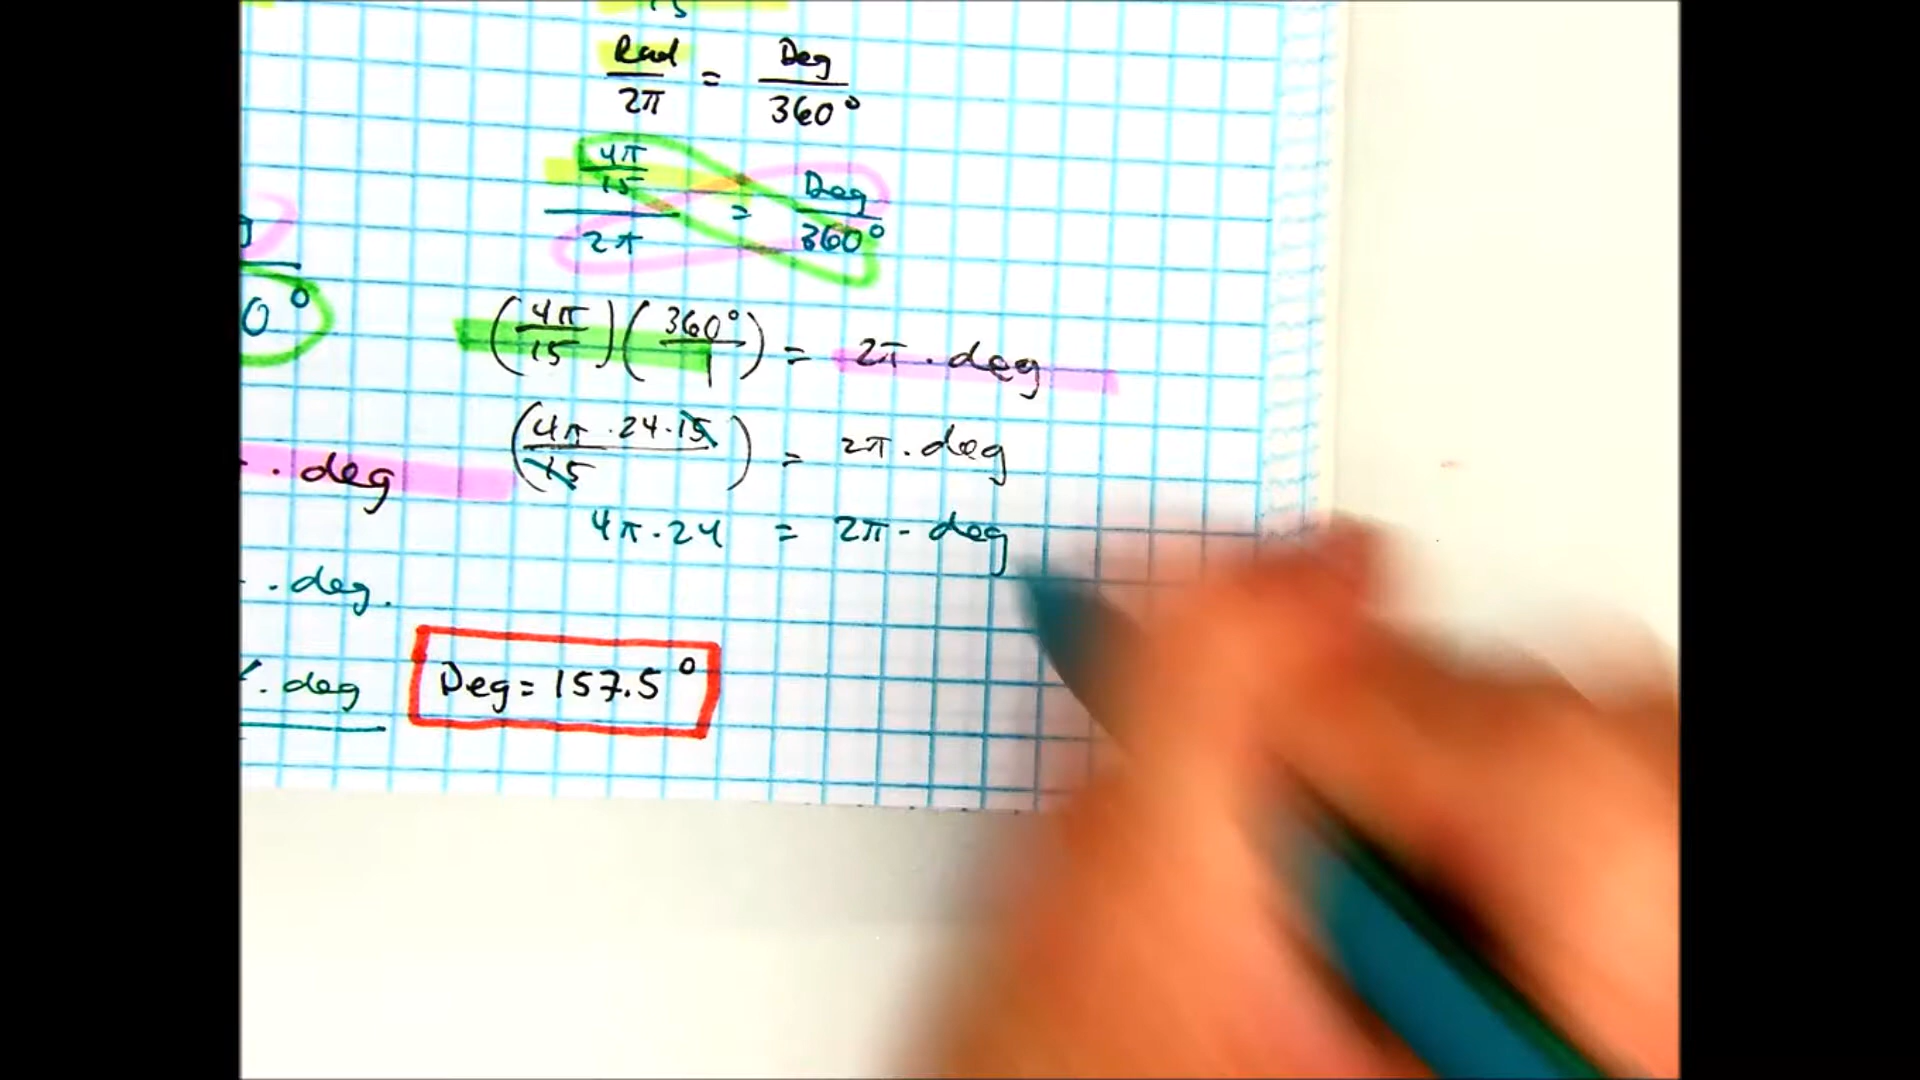 15
Rad/2π = Deg/360°
(4π/15)/2π = Deg/360°
0°
(4π/15)(360°/1) = 2π · deg
(4π · 24 · 15/15) = 2π · deg
· deg
4π · 24 = 2π · deg
· deg.
· deg
Deg = 157.5°